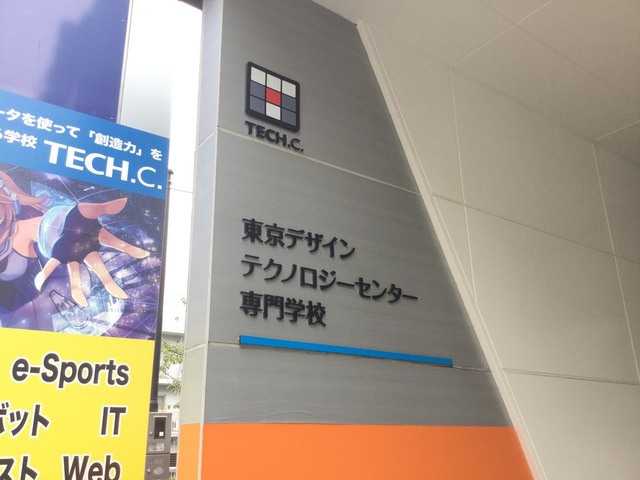 ータを使って『創造力』を
学校 TECH.C.
e-Sports
ボット IT
スト Web
TECH.C.
東京デザイン
テクノロジーセンター
専門学校